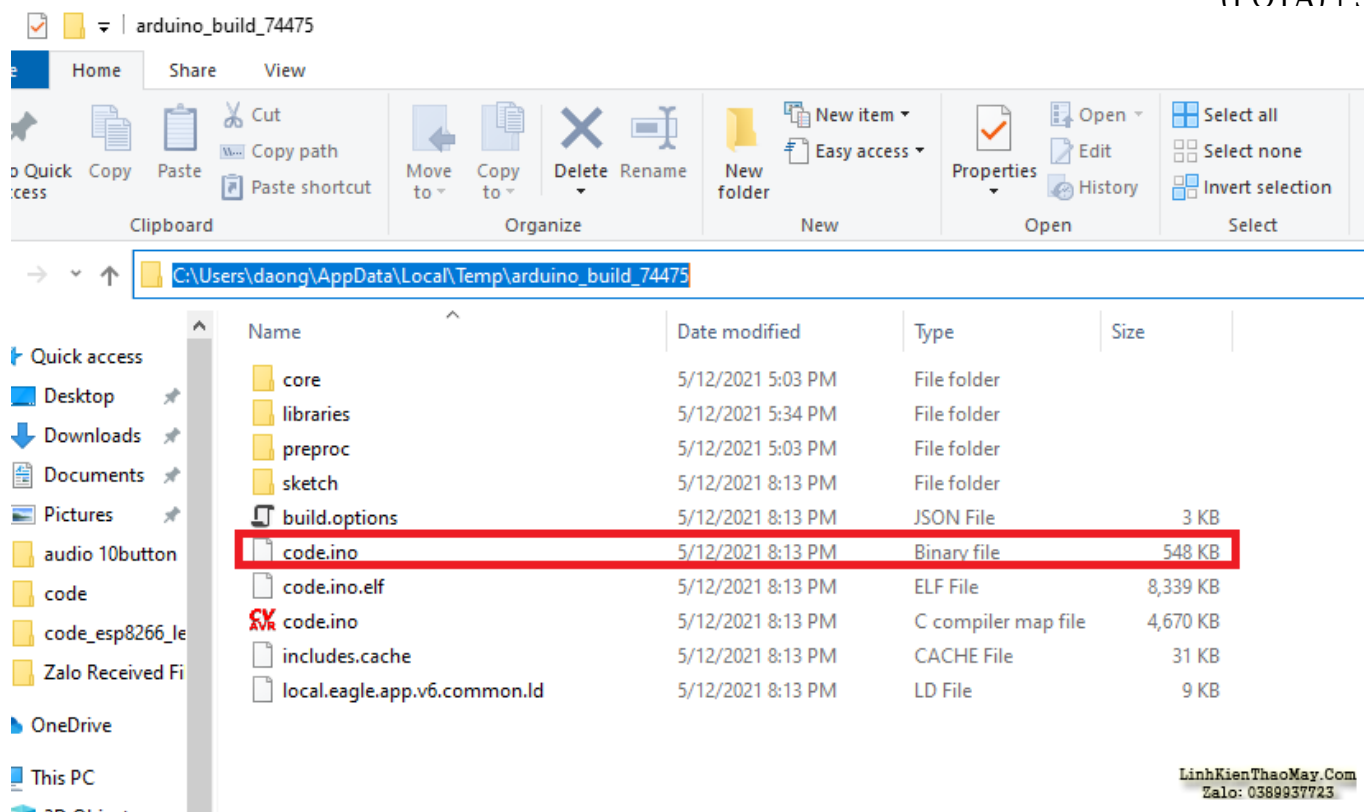 arduino_build_74475
Home Share View
Cut
Copy path
Paste shortcut
Quick Copy Paste
Move to
Copy to
Delete Rename
New folder
New item
Easy access
Properties
Open
Edit
History
Select all
Select none
Invert selection
Clipboard Organize New Open Select
C:\Users\daong\AppData\Local\Temp\arduino_build_74475
Name Date modified Type Size
Quick access
Desktop
Downloads
Documents
Pictures
audio 10button
code
code_esp8266_le
Zalo Received Fi
OneDrive
This PC
core 5/12/2021 5:03 PM File folder
libraries 5/12/2021 5:34 PM File folder
preproc 5/12/2021 5:03 PM File folder
sketch 5/12/2021 8:13 PM File folder
build.options 5/12/2021 8:13 PM JSON File 3 KB
code.ino 5/12/2021 8:13 PM Binary file 548 KB
code.ino.elf 5/12/2021 8:13 PM ELF File 8,339 KB
code.ino 5/12/2021 8:13 PM C compiler map file 4,670 KB
includes.cache 5/12/2021 8:13 PM CACHE File 31 KB
local.eagle.app.v6.common.ld 5/12/2021 8:13 PM LD File 9 KB
LinhKienThaoMay.Com
Zalo: 0389937723